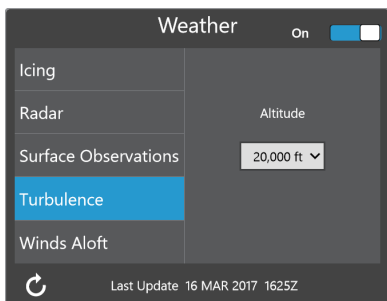 Weather
On
Icing
Radar
Surface Observations
Turbulence
Winds Aloft
Altitude
20,000 ft
Last Update 16 MAR 2017 1625Z